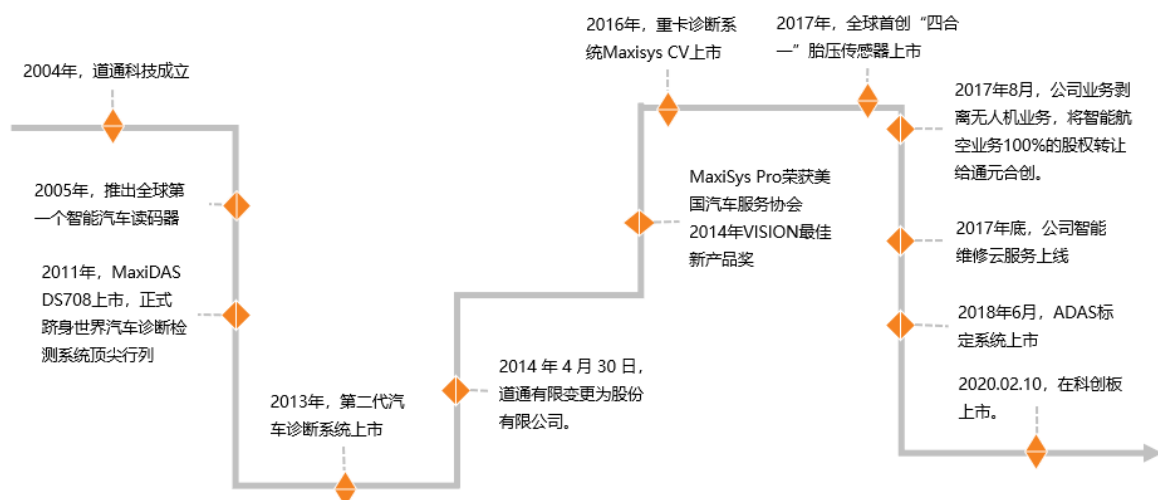 2004年，道通科技成立
2005年，推出全球第
一个智能汽车读码器
2011年，MaxiDAS
DS708上市，正式
跻身世界汽车诊断检
测系统顶尖行列
2013年，第二代汽
车诊断系统上市
2014 年 4 月 30 日，
道通有限变更为股份
有限公司。
MaxiSys Pro荣获美
国汽车服务协会
2014年VISION最佳
新产品奖
2016年，重卡诊断系
统Maxisys CV上市
2017年，全球首创“四合
一”胎压传感器上市
2017年8月，公司业务剥
离无人机业务，将智能航
空业务100%的股权转让
给通元合创。
2017年底，公司智能
维修云服务上线
2018年6月，ADAS标
定系统上市
2020.02.10，在科创板
上市。